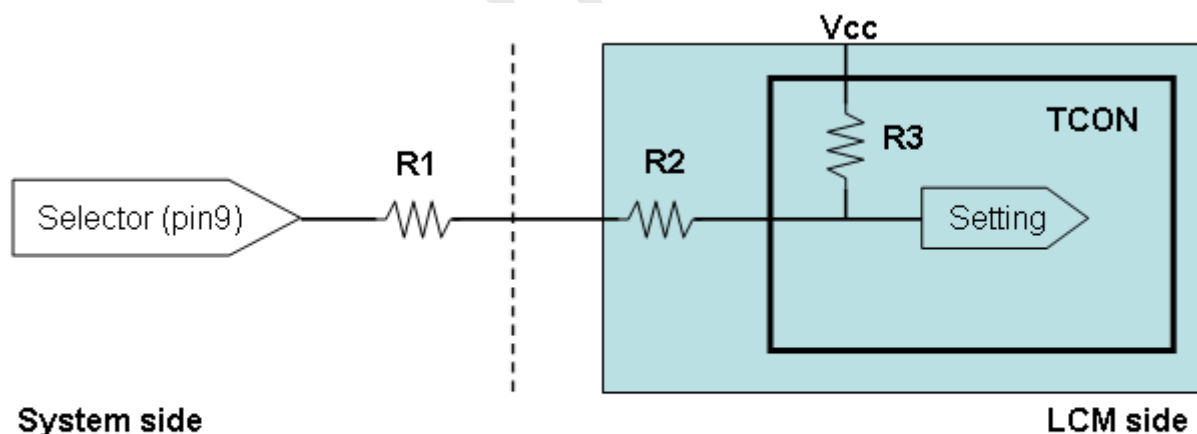 Vcc
TCON
R3
R1
R2
Selector (pin9)
Setting
System side
LCM side